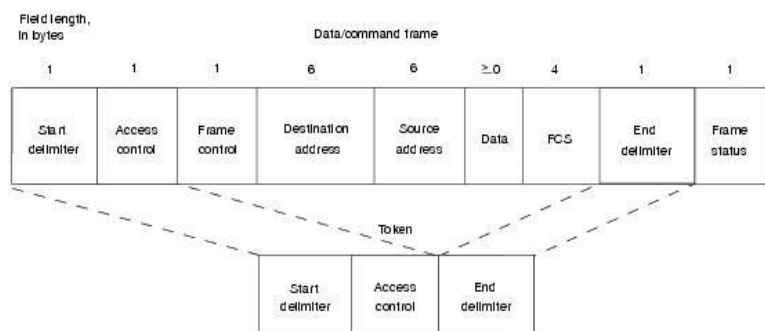 Field length,
in bytes
Data/command frame
1 1 1 6 6 ≥0 4 1 1
Start delimiter
Access control
Frame control
Destination address
Source address
Data
FCS
End delimiter
Frame status
Token
Start delimiter
Access control
End delimiter